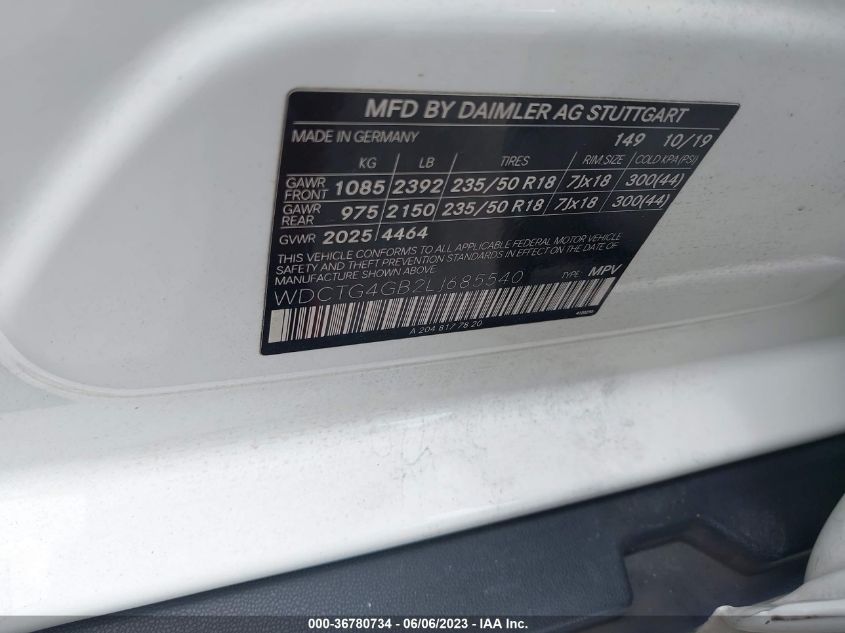 MFD BY DAIMLER AG STUTTGART
MADE IN GERMANY 149 10/19
KG LB TIRES RIM SIZE COLD KPA(PSI)
GAWR FRONT 1085 2392 235/50 R18 7Jx18 300(44)
GAWR REAR 975 2150 235/50 R18 7Jx18 300(44)
GVWR 2025 4464
THIS VEHICLE CONFORMS TO ALL APPLICABLE FEDERAL MOTOR VEHICLE
SAFETY AND THEFT PREVENTION STANDARDS IN EFFECT ON THE DATE OF
MANUFACTURE SHOWN ABOVE.
WDCTG4GB2LJ685540 TYPE: MPV
A 204 817 78 20
000-36780734 - 06/06/2023 - IAA Inc.